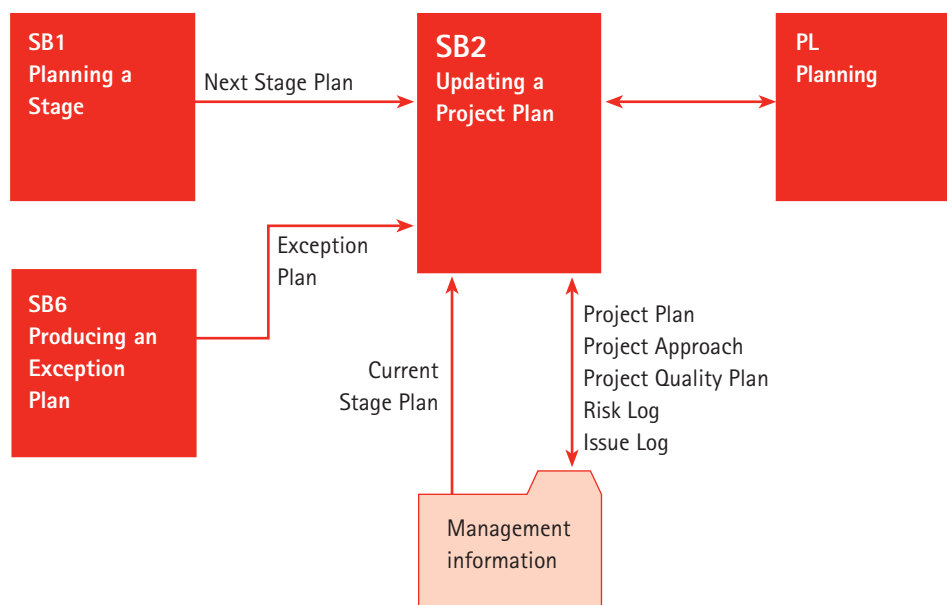 SB1
Planning a
Stage
Next Stage Plan
SB2
Updating a
Project Plan
PL
Planning
Exception
Plan
SB6
Producing an
Exception
Plan
Current
Stage Plan
Project Plan
Project Approach
Project Quality Plan
Risk Log
Issue Log
Management
information